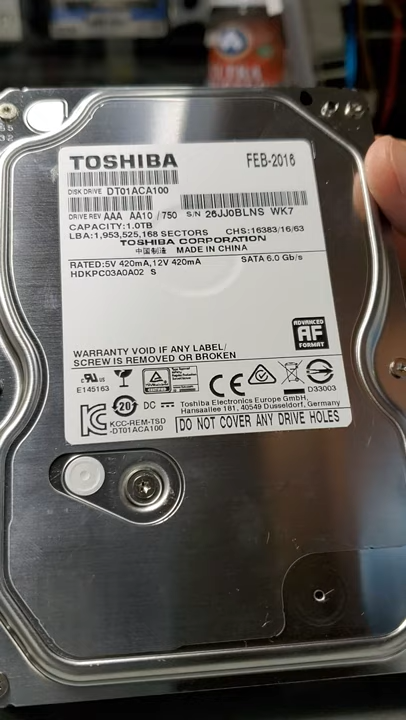 TOSHIBA FEB-2016
DISK DRIVE DT01ACA100
DRIVE REV AAA AA10 / 750 S/N 26JJ0BLNS WK7
CAPACITY:1.0TB
LBA:1,953,525,168 SECTORS CHS:16383/16/63
TOSHIBA CORPORATION
中国制造 MADE IN CHINA
RATED:5V 420mA,12V 420mA SATA 6.0 Gb/s
HDKPC03A0A02 S
ADVANCED
AF
FORMAT
WARRANTY VOID IF ANY LABEL/
SCREW IS REMOVED OR BROKEN
E145163
D33003
20
DC
Toshiba Electronics Europe GmbH.
Hansaallee 181, 40549 Dusseldorf, Germany
KCC-REM-TSD
-DT01ACA100
DO NOT COVER ANY DRIVE HOLES